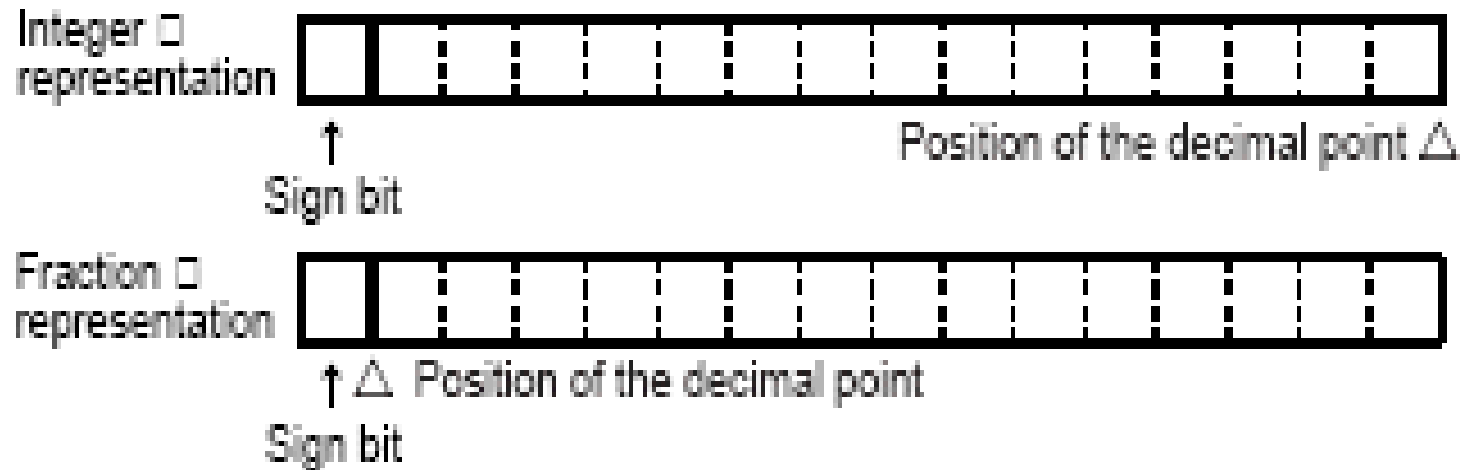 Integer □
representation
↑
Position of the decimal point △
Sign bit
Fraction □
representation
↑ △ Position of the decimal point
Sign bit